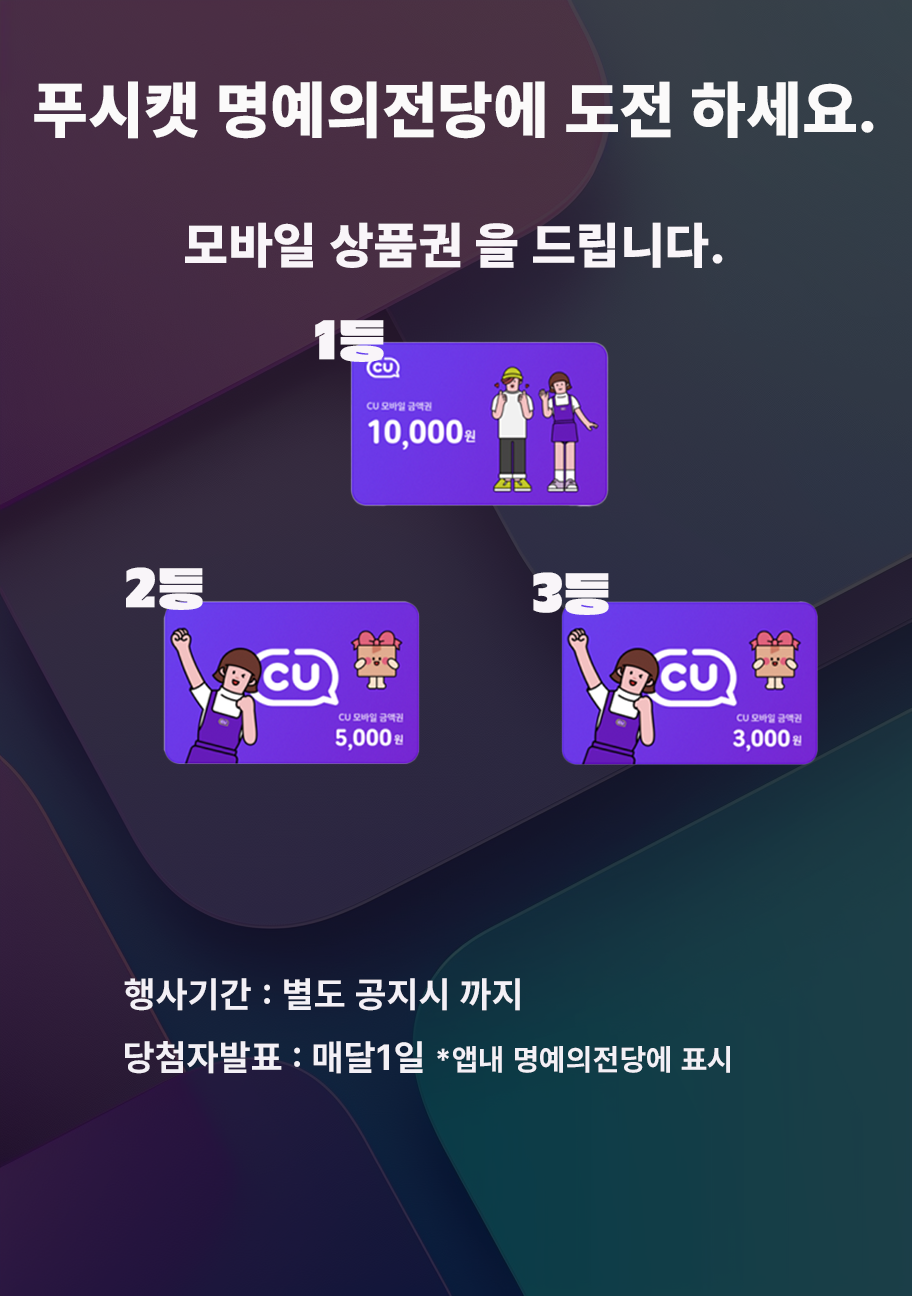 푸시캣 명예의전당에 도전 하세요.
모바일 상품권 을 드립니다.
1등
CU
CU 모바일 금액권
10,000원
2등
CU
CU 모바일 금액권
5,000원
3등
CU
CU 모바일 금액권
3,000원
행사기간 : 별도 공지시 까지
당첨자발표 : 매달1일 *앱내 명예의전당에 표시